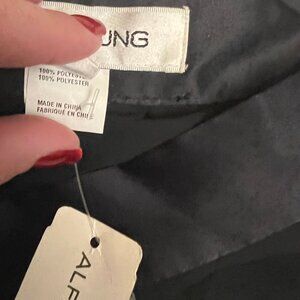 UNG
100% POLYESTER
100% POLYESTER
MADE IN CHINA
FABRIQUÉ EN CHINE
ALF